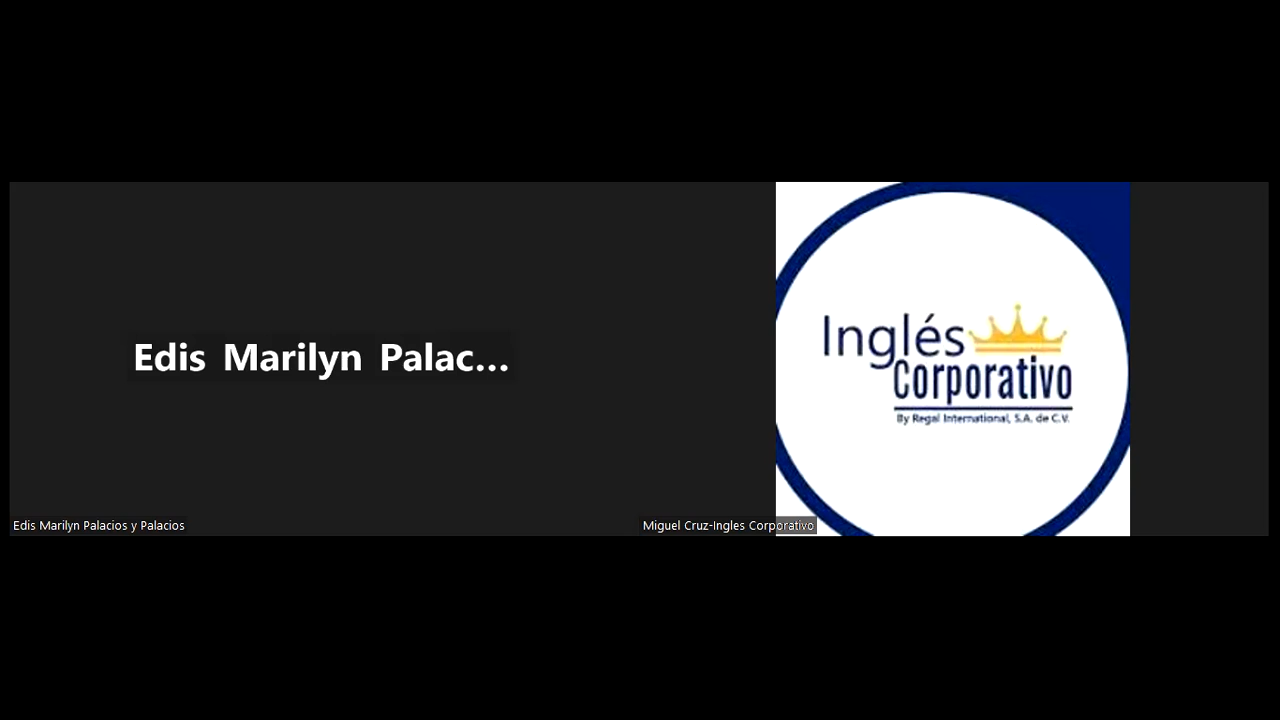 Edis Marilyn Palac...
Edis Marilyn Palacios y Palacios
Inglés
Corporativo
By Regal International, S.A. de C.V.
Miguel Cruz-Ingles Corporativo